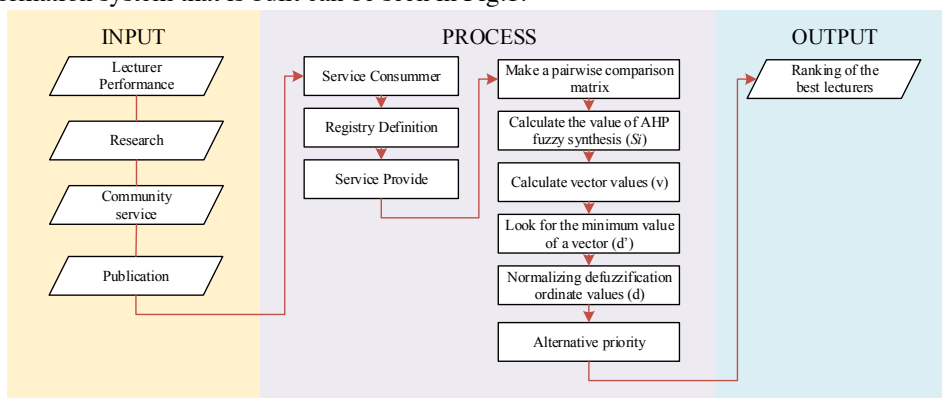 INPUT
Lecturer
Performance
Research
Community
service
Publication
PROCESS
Service Consummer
Registry Definition
Service Provide
Make a pairwise comparison
matrix
Calculate the value of AHP
fuzzy synthesis (Si)
Calculate vector values (v)
Look for the minimum value
of a vector (d’)
Normalizing defuzzification
ordinate values (d)
Alternative priority
OUTPUT
Ranking of the
best lecturers